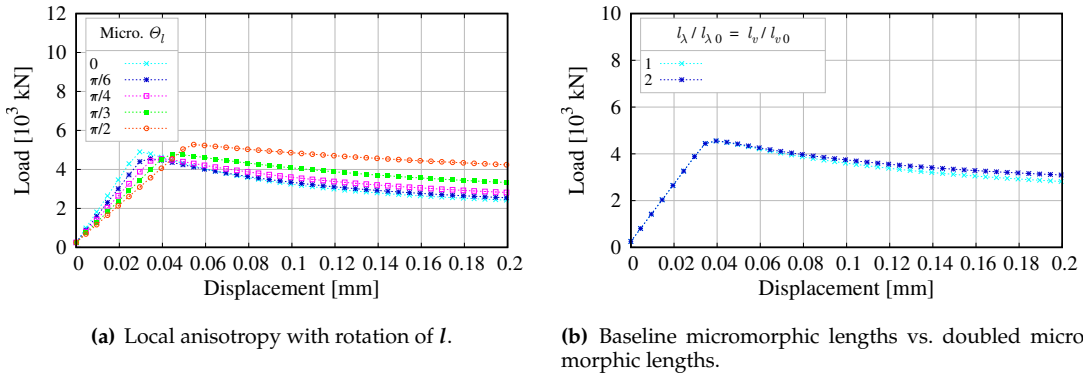 12
10
8
6
4
2
0
Load [10³ kN]
Micro. Θ_l
0
π/6
π/4
π/3
π/2
0 0.02 0.04 0.06 0.08 0.1 0.12 0.14 0.16 0.18 0.2
Displacement [mm]
(a) Local anisotropy with rotation of l.
10
8
6
4
2
0
Load [10³ kN]
l_λ / l_λ0 = l_v / l_v0
1
2
0 0.02 0.04 0.06 0.08 0.1 0.12 0.14 0.16 0.18 0.2
Displacement [mm]
(b) Baseline micromorphic lengths vs. doubled micro
morphic lengths.